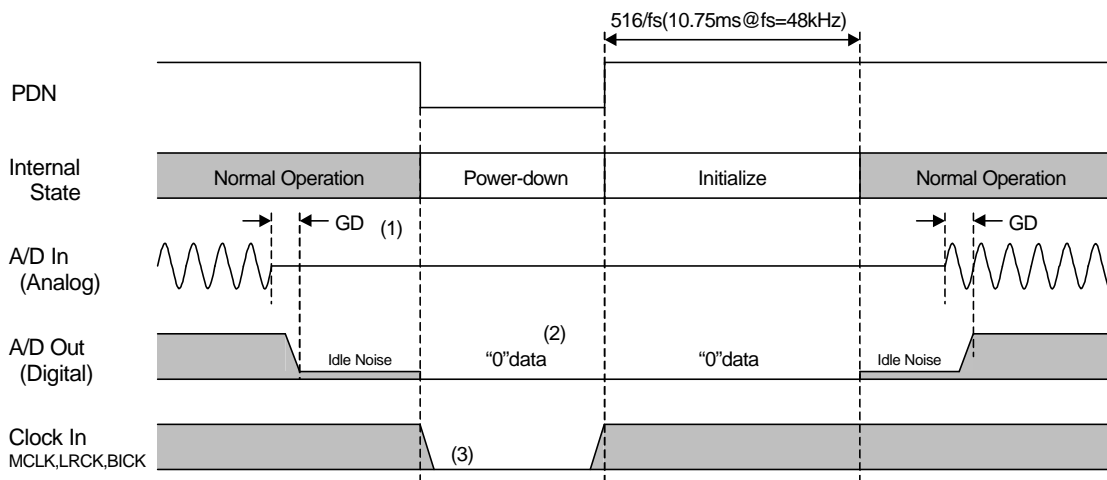 516/fs(10.75ms@fs=48kHz)
PDN
Internal
State
Normal Operation
Power-down
Initialize
Normal Operation
GD
(1)
GD
A/D In
(Analog)
A/D Out
(Digital)
Idle Noise
(2)
“0”data
“0”data
Idle Noise
Clock In
MCLK,LRCK,BICK
(3)